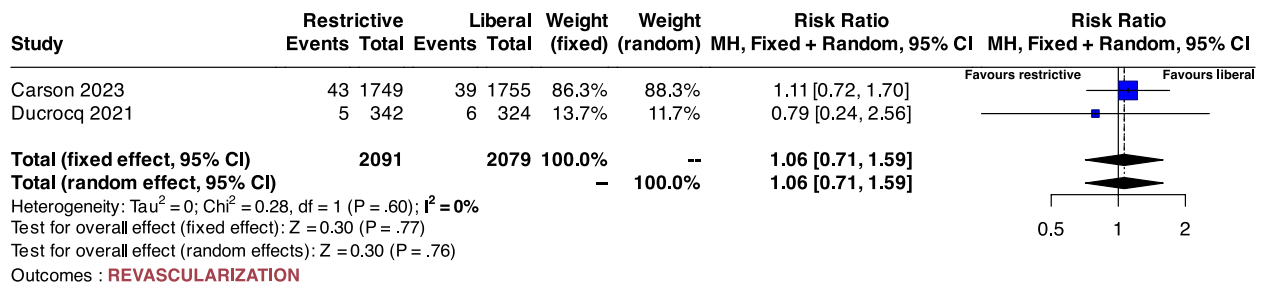 Restrictive Liberal Weight Weight Risk Ratio Risk Ratio
Study Events Total Events Total (fixed) (random) MH, Fixed + Random, 95% CI MH, Fixed + Random, 95% CI
Favours restrictive Favours liberal
Carson 2023 43 1749 39 1755 86.3% 88.3% 1.11 [0.72, 1.70]
Ducrocq 2021 5 342 6 324 13.7% 11.7% 0.79 [0.24, 2.56]
Total (fixed effect, 95% CI) 2091 2079 100.0% -- 1.06 [0.71, 1.59]
Total (random effect, 95% CI) – 100.0% 1.06 [0.71, 1.59]
Heterogeneity: Tau² = 0; Chi² = 0.28, df = 1 (P = .60); I² = 0%
Test for overall effect (fixed effect): Z = 0.30 (P = .77)
0.5 1 2
Test for overall effect (random effects): Z = 0.30 (P = .76)
Outcomes : REVASCULARIZATION